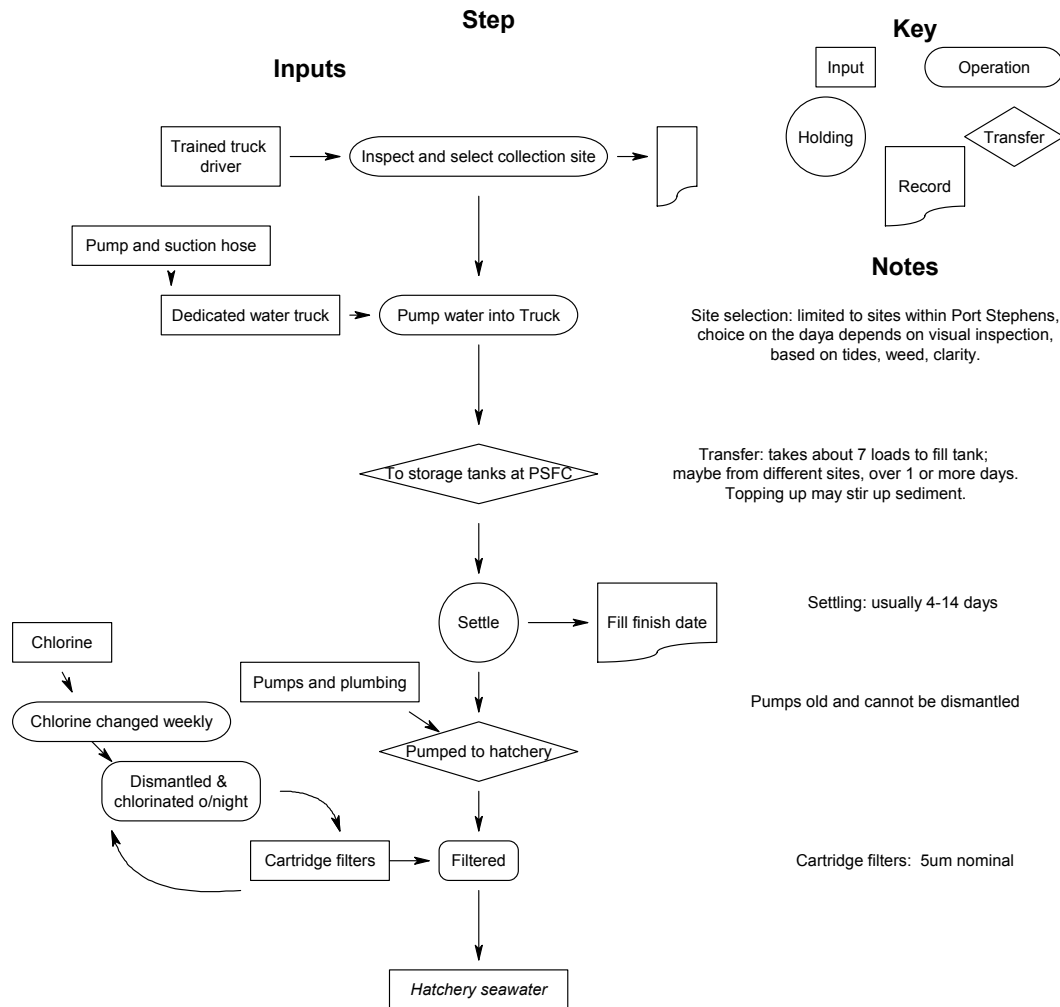 Step
Key
Inputs
Input
Operation
Holding
Transfer
Record
Trained truck
driver
Inspect and select collection site
Pump and suction hose
Notes
Dedicated water truck
Pump water into Truck
Site selection: limited to sites within Port Stephens,
choice on the daya depends on visual inspection,
based on tides, weed, clarity.
To storage tanks at PSFC
Transfer: takes about 7 loads to fill tank;
maybe from different sites, over 1 or more days.
Topping up may stir up sediment.
Settle
Fill finish date
Settling: usually 4-14 days
Chlorine
Pumps and plumbing
Chlorine changed weekly
Pumped to hatchery
Pumps old and cannot be dismantled
Dismantled &
chlorinated o/night
Cartridge filters
Filtered
Cartridge filters:  5um nominal
Hatchery seawater